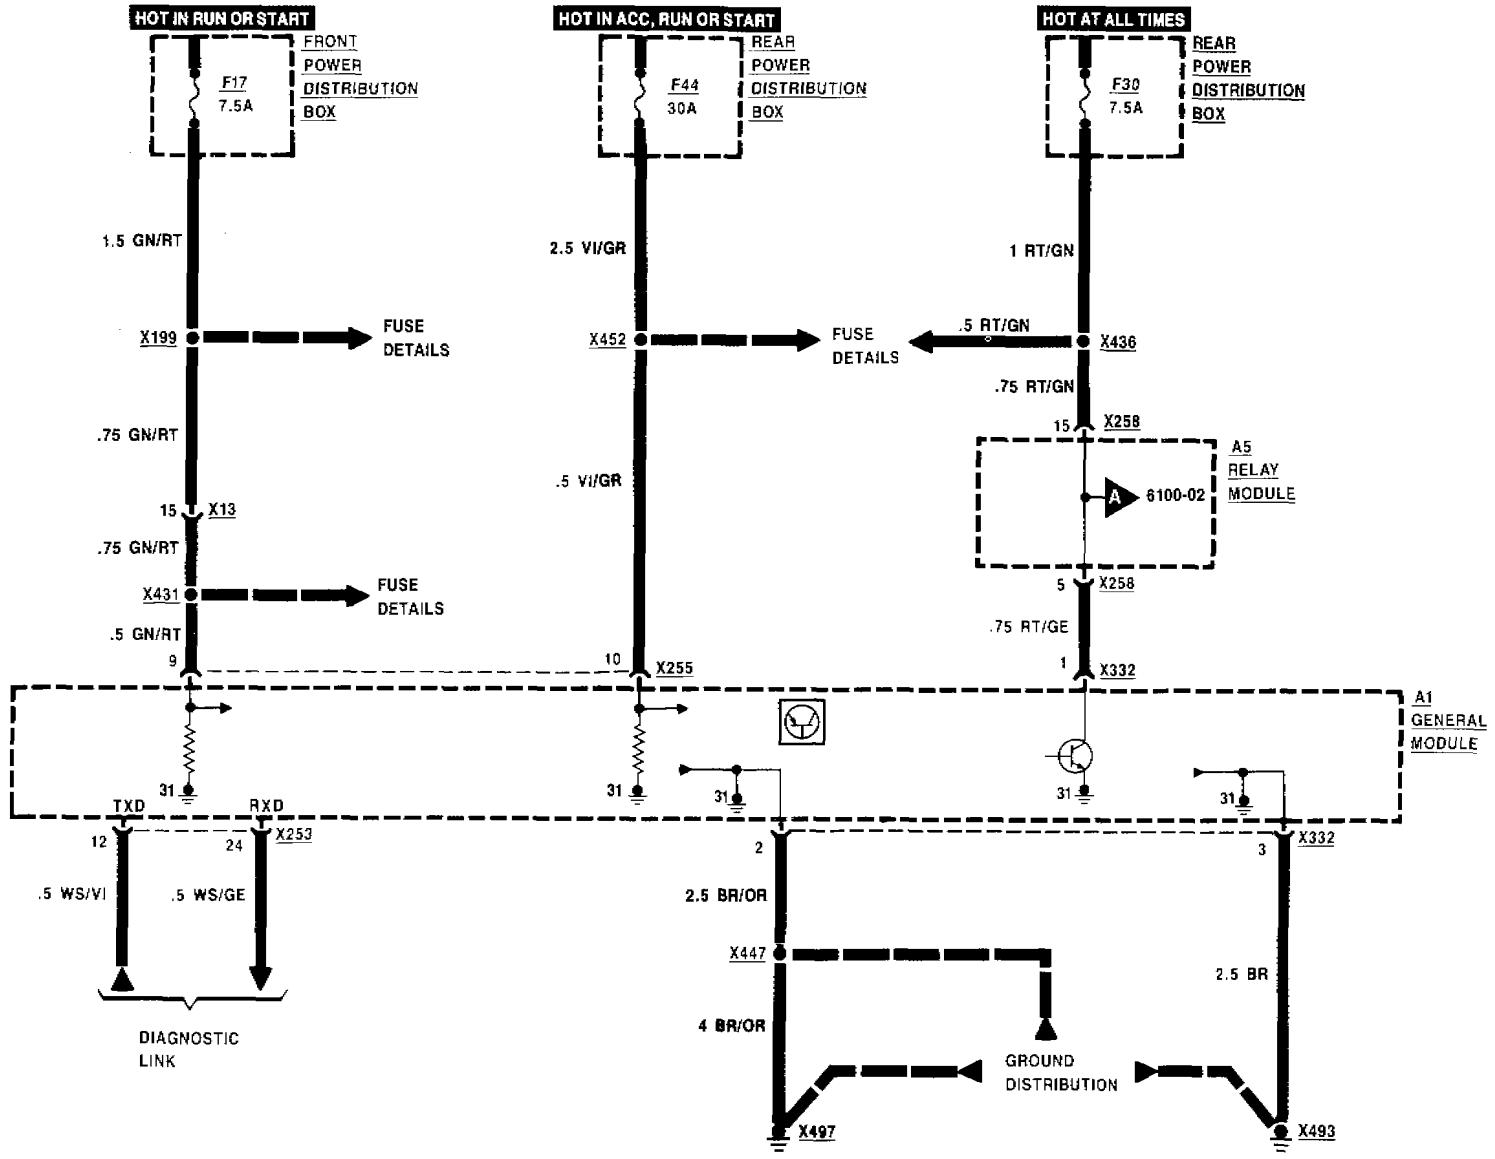 HOT IN RUN OR START
HOT IN ACC, RUN OR START
HOT AT ALL TIMES
FRONT
POWER
DISTRIBUTION
BOX
F17
7.5A
REAR
POWER
DISTRIBUTION
BOX
F44
30A
REAR
POWER
DISTRIBUTION
BOX
F30
7.5A
1.5 GN/RT
2.5 VI/GR
1 RT/GN
X199
FUSE
DETAILS
X452
FUSE
DETAILS
.5 RT/GN
X436
.75 RT/GN
.75 GN/RT
15 X258
A5
RELAY
MODULE
A 6100-02
.5 VI/GR
15 X13
.75 GN/RT
X431
FUSE
DETAILS
5 X258
.5 GN/RT
.75 RT/GE
9
10 X255
1 X332
A1
GENERAL
MODULE
31
31
31
31
31
TXD RXD
12
24 X253
2
3 X332
.5 WS/VI
.5 WS/GE
2.5 BR/OR
X447
2.5 BR
4 BR/OR
DIAGNOSTIC
LINK
GROUND
DISTRIBUTION
X497
X493